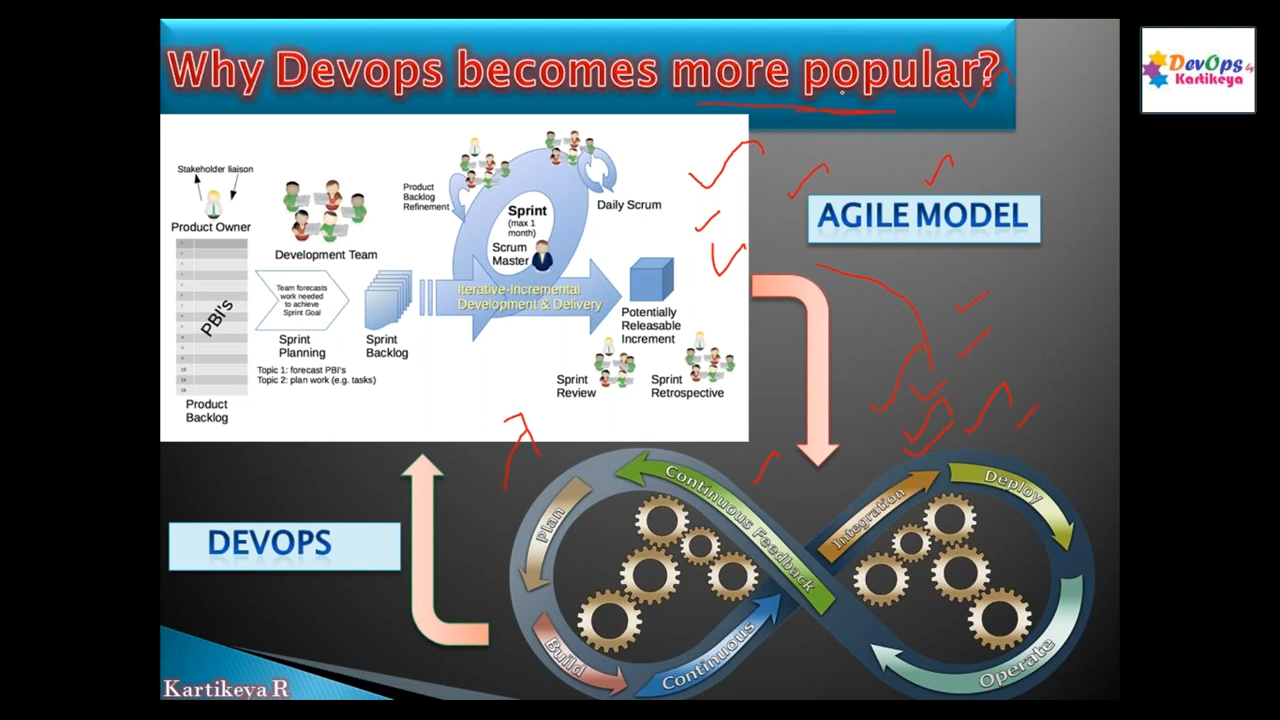 Why Devops becomes more popular?
DevOps by
Kartikeya
Stakeholder liaison
Product Owner
PBI's
Product
Backlog
Development Team
Team forecasts
work needed
to achieve
Sprint Goal
Sprint
Planning
Topic 1: forecast PBI's
Topic 2: plan work (e.g. tasks)
Sprint
Backlog
Product
Backlog
Refinement
Sprint
(max 1
month)
Scrum
Master
Daily Scrum
Iterative-Incremental
Development & Delivery
Potentially
Releasable
Increment
Sprint
Review
Sprint
Retrospective
AGILE MODEL
DEVOPS
Continuous Feedback
Plan
Build
Continuous
Integration
Deploy
Operate
Kartikeya R